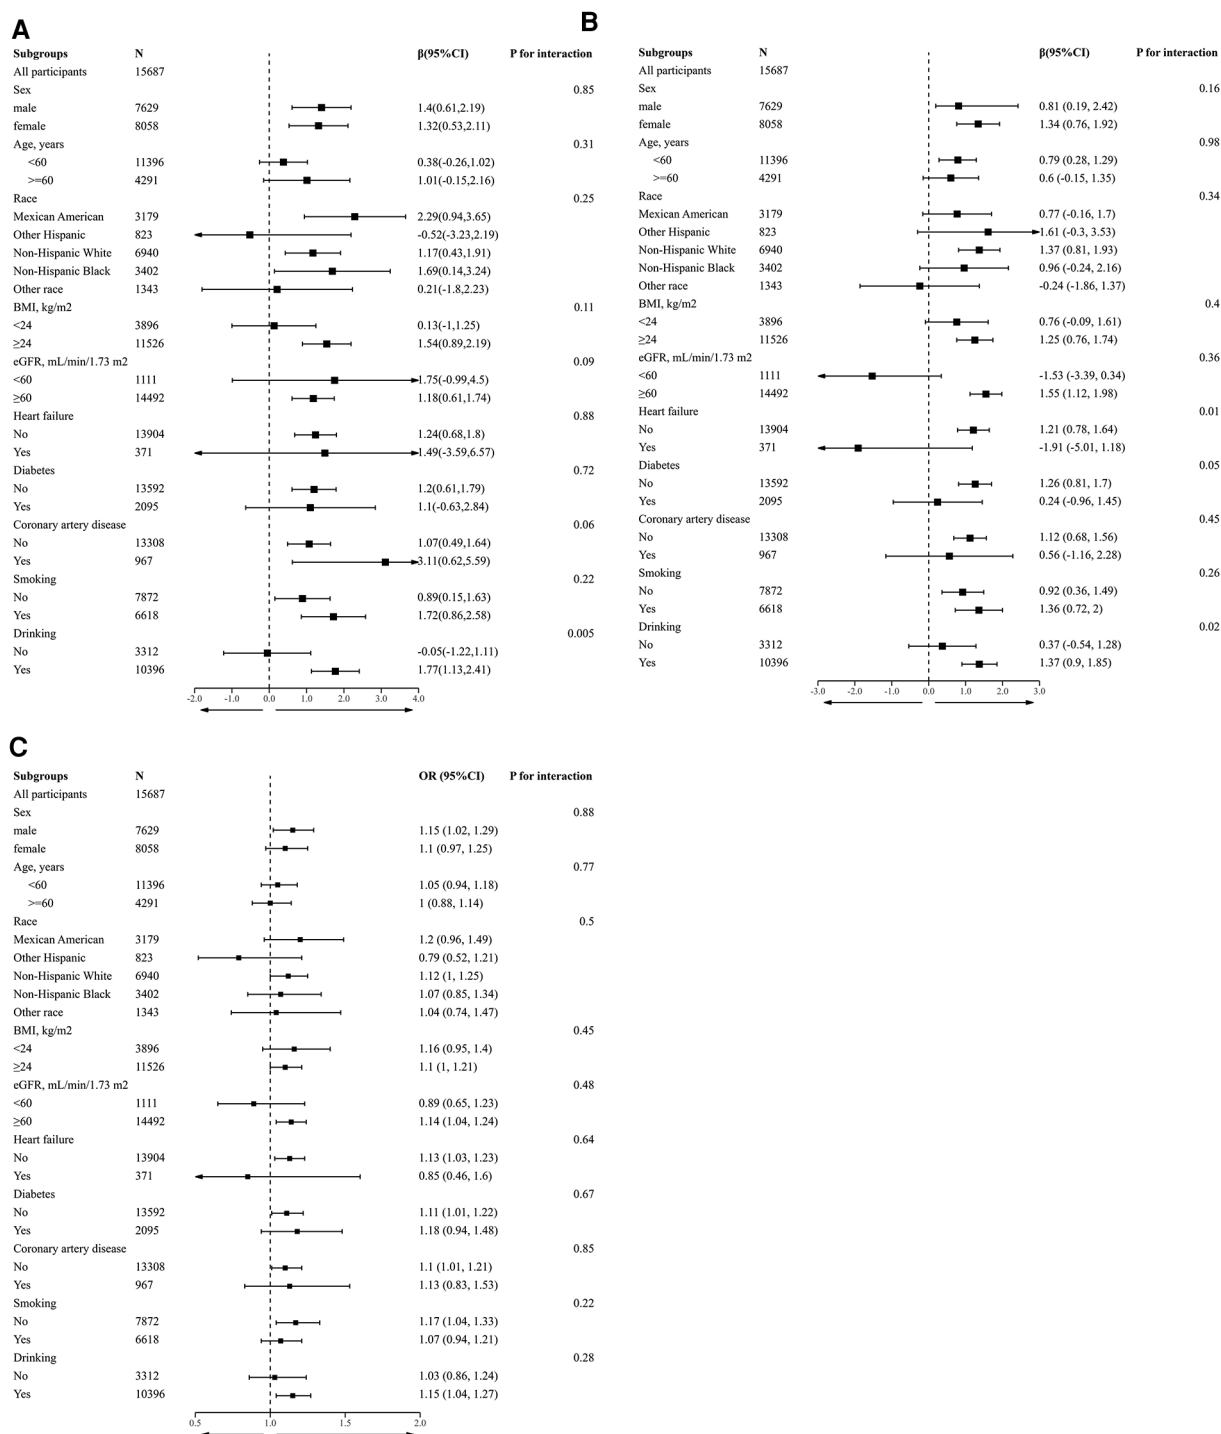 A
Subgroups N β(95%CI) P for interaction
All participants 15687
Sex 0.85
male 7629 1.4(0.61,2.19)
female 8058 1.32(0.53,2.11)
Age, years 0.31
<60 11396 0.38(-0.26,1.02)
>=60 4291 1.01(-0.15,2.16)
Race 0.25
Mexican American 3179 2.29(0.94,3.65)
Other Hispanic 823 -0.52(-3.23,2.19)
Non-Hispanic White 6940 1.17(0.43,1.91)
Non-Hispanic Black 3402 1.69(0.14,3.24)
Other race 1343 0.21(-1.8,2.23)
BMI, kg/m2 0.11
<24 3896 0.13(-1,1.25)
≥24 11526 1.54(0.89,2.19)
eGFR, mL/min/1.73 m2 0.09
<60 1111 1.75(-0.99,4.5)
≥60 14492 1.18(0.61,1.74)
Heart failure 0.88
No 13904 1.24(0.68,1.8)
Yes 371 1.49(-3.59,6.57)
Diabetes 0.72
No 13592 1.2(0.61,1.79)
Yes 2095 1.1(-0.63,2.84)
Coronary artery disease 0.06
No 13308 1.07(0.49,1.64)
Yes 967 3.11(0.62,5.59)
Smoking 0.22
No 7872 0.89(0.15,1.63)
Yes 6618 1.72(0.86,2.58)
Drinking 0.005
No 3312 -0.05(-1.22,1.11)
Yes 10396 1.77(1.13,2.41)
-2.0 -1.0 0.0 1.0 2.0 3.0 4.0
B
Subgroups N β(95%CI) P for interaction
All participants 15687
Sex 0.16
male 7629 0.81 (0.19, 2.42)
female 8058 1.34 (0.76, 1.92)
Age, years 0.98
<60 11396 0.79 (0.28, 1.29)
>=60 4291 0.6 (-0.15, 1.35)
Race 0.34
Mexican American 3179 0.77 (-0.16, 1.7)
Other Hispanic 823 1.61 (-0.3, 3.53)
Non-Hispanic White 6940 1.37 (0.81, 1.93)
Non-Hispanic Black 3402 0.96 (-0.24, 2.16)
Other race 1343 -0.24 (-1.86, 1.37)
BMI, kg/m2 0.4
<24 3896 0.76 (-0.09, 1.61)
≥24 11526 1.25 (0.76, 1.74)
eGFR, mL/min/1.73 m2 0.36
<60 1111 -1.53 (-3.39, 0.34)
≥60 14492 1.55 (1.12, 1.98)
Heart failure 0.01
No 13904 1.21 (0.78, 1.64)
Yes 371 -1.91 (-5.01, 1.18)
Diabetes 0.05
No 13592 1.26 (0.81, 1.7)
Yes 2095 0.24 (-0.96, 1.45)
Coronary artery disease 0.45
No 13308 1.12 (0.68, 1.56)
Yes 967 0.56 (-1.16, 2.28)
Smoking 0.26
No 7872 0.92 (0.36, 1.49)
Yes 6618 1.36 (0.72, 2)
Drinking 0.02
No 3312 0.37 (-0.54, 1.28)
Yes 10396 1.37 (0.9, 1.85)
-3.0 -2.0 -1.0 0.0 1.0 2.0 3.0
C
Subgroups N OR (95%CI) P for interaction
All participants 15687
Sex 0.88
male 7629 1.15 (1.02, 1.29)
female 8058 1.1 (0.97, 1.25)
Age, years 0.77
<60 11396 1.05 (0.94, 1.18)
>=60 4291 1 (0.88, 1.14)
Race 0.5
Mexican American 3179 1.2 (0.96, 1.49)
Other Hispanic 823 0.79 (0.52, 1.21)
Non-Hispanic White 6940 1.12 (1, 1.25)
Non-Hispanic Black 3402 1.07 (0.85, 1.34)
Other race 1343 1.04 (0.74, 1.47)
BMI, kg/m2 0.45
<24 3896 1.16 (0.95, 1.4)
≥24 11526 1.1 (1, 1.21)
eGFR, mL/min/1.73 m2 0.48
<60 1111 0.89 (0.65, 1.23)
≥60 14492 1.14 (1.04, 1.24)
Heart failure 0.64
No 13904 1.13 (1.03, 1.23)
Yes 371 0.85 (0.46, 1.6)
Diabetes 0.67
No 13592 1.11 (1.01, 1.22)
Yes 2095 1.18 (0.94, 1.48)
Coronary artery disease 0.85
No 13308 1.1 (1.01, 1.21)
Yes 967 1.13 (0.83, 1.53)
Smoking 0.22
No 7872 1.17 (1.04, 1.33)
Yes 6618 1.07 (0.94, 1.21)
Drinking 0.28
No 3312 1.03 (0.86, 1.24)
Yes 10396 1.15 (1.04, 1.27)
0.5 1.0 1.5 2.0